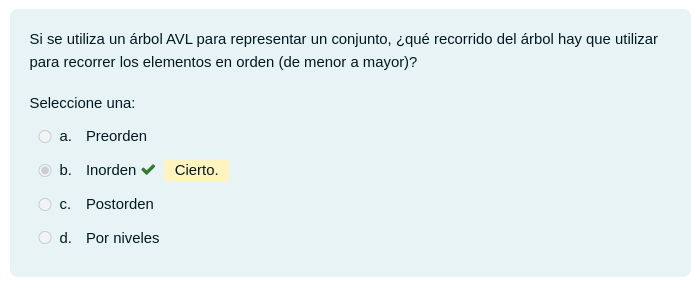 Si se utiliza un árbol AVL para representar un conjunto, ¿qué recorrido del árbol hay que utilizar
para recorrer los elementos en orden (de menor a mayor)?
Seleccione una:
a. Preorden
b. Inorden Cierto.
c. Postorden
d. Por niveles